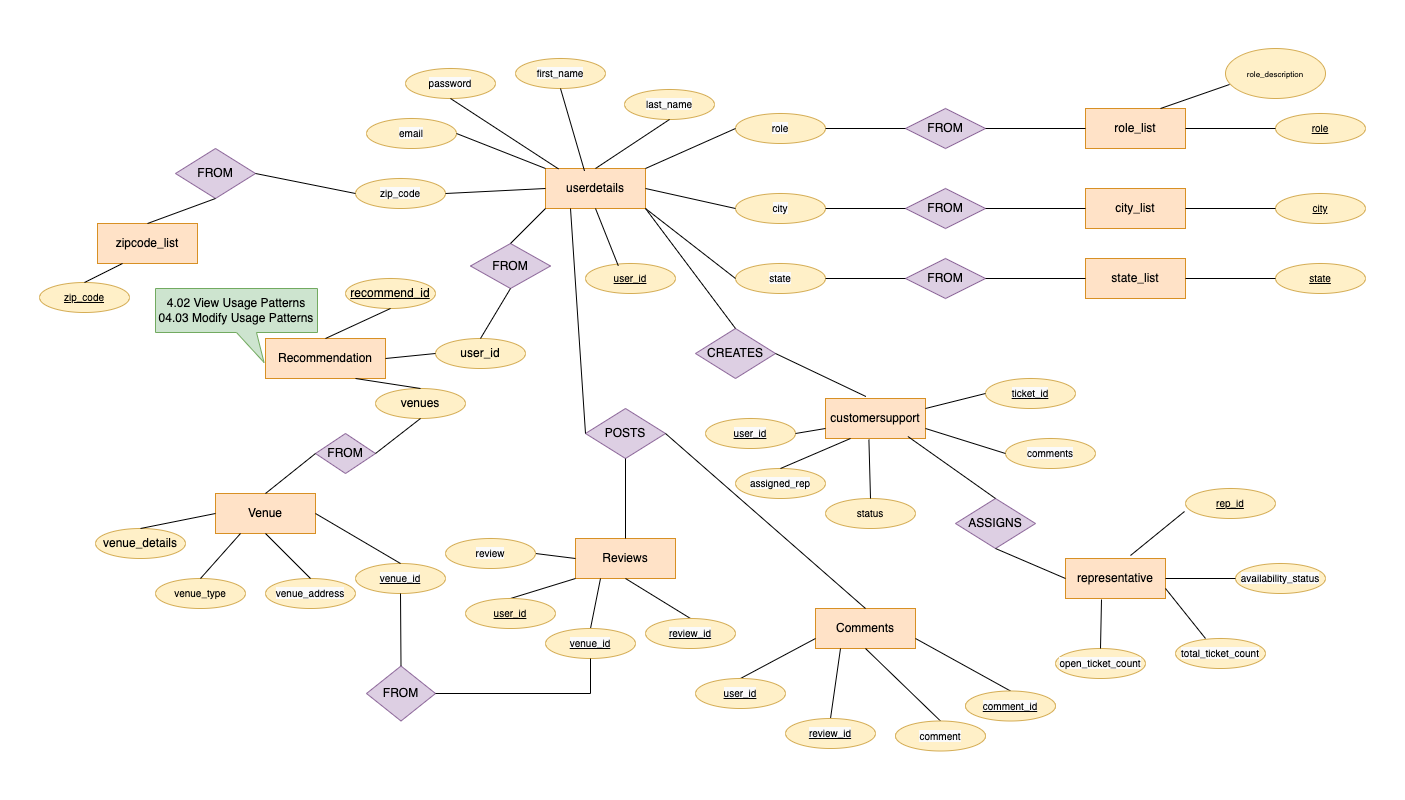 role_description
first_name
password
last_name
role
FROM
role_list
role
email
FROM
zip_code
userdetails
city
FROM
city_list
city
zipcode_list
FROM
user_id
state
FROM
state_list
state
zip_code
recommend_id
4.02 View Usage Patterns
04.03 Modify Usage Patterns
Recommendation
user_id
CREATES
venues
ticket_id
customersupport
user_id
POSTS
FROM
comments
assigned_rep
status
rep_id
Venue
ASSIGNS
venue_details
review
Reviews
representative
availability_status
venue_id
venue_type
venue_address
user_id
venue_id
review_id
Comments
total_ticket_count
open_ticket_count
FROM
user_id
comment_id
review_id
comment